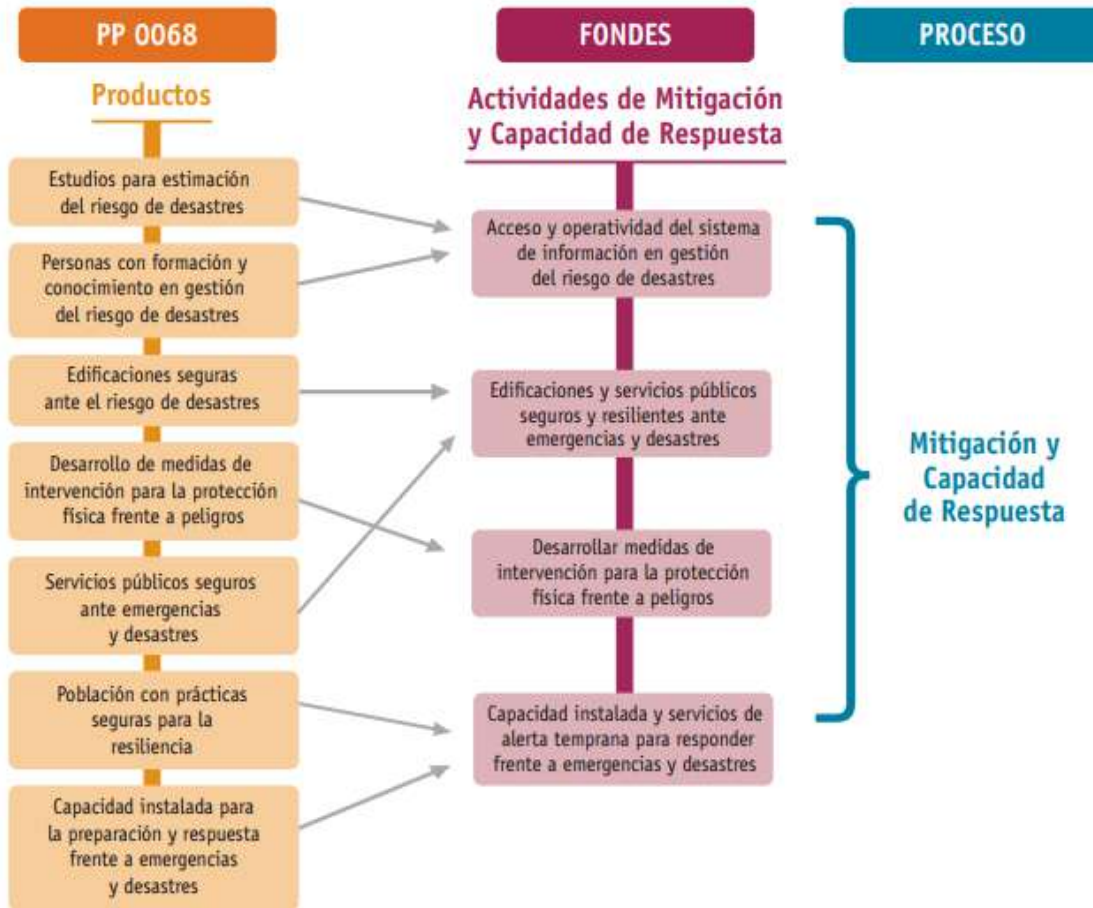 PP 0068
Productos
Estudios para estimación
del riesgo de desastres
Personas con formación y
conocimiento en gestión
del riesgo de desastres
Edificaciones seguras
ante el riesgo de desastres
Desarrollo de medidas de
intervención para la protección
física frente a peligros
Servicios públicos seguros
ante emergencias
y desastres
Población con prácticas
seguras para la
resiliencia
Capacidad instalada para
la preparación y respuesta
frente a emergencias
y desastres
FONDES
Actividades de Mitigación
y Capacidad de Respuesta
Acceso y operatividad del sistema
de información en gestión
del riesgo de desastres
Edificaciones y servicios públicos
seguros y resilientes ante
emergencias y desastres
Desarrollar medidas de
intervención para la protección
física frente a peligros
Capacidad instalada y servicios de
alerta temprana para responder
frente a emergencias y desastres
PROCESO
Mitigación y
Capacidad
de Respuesta